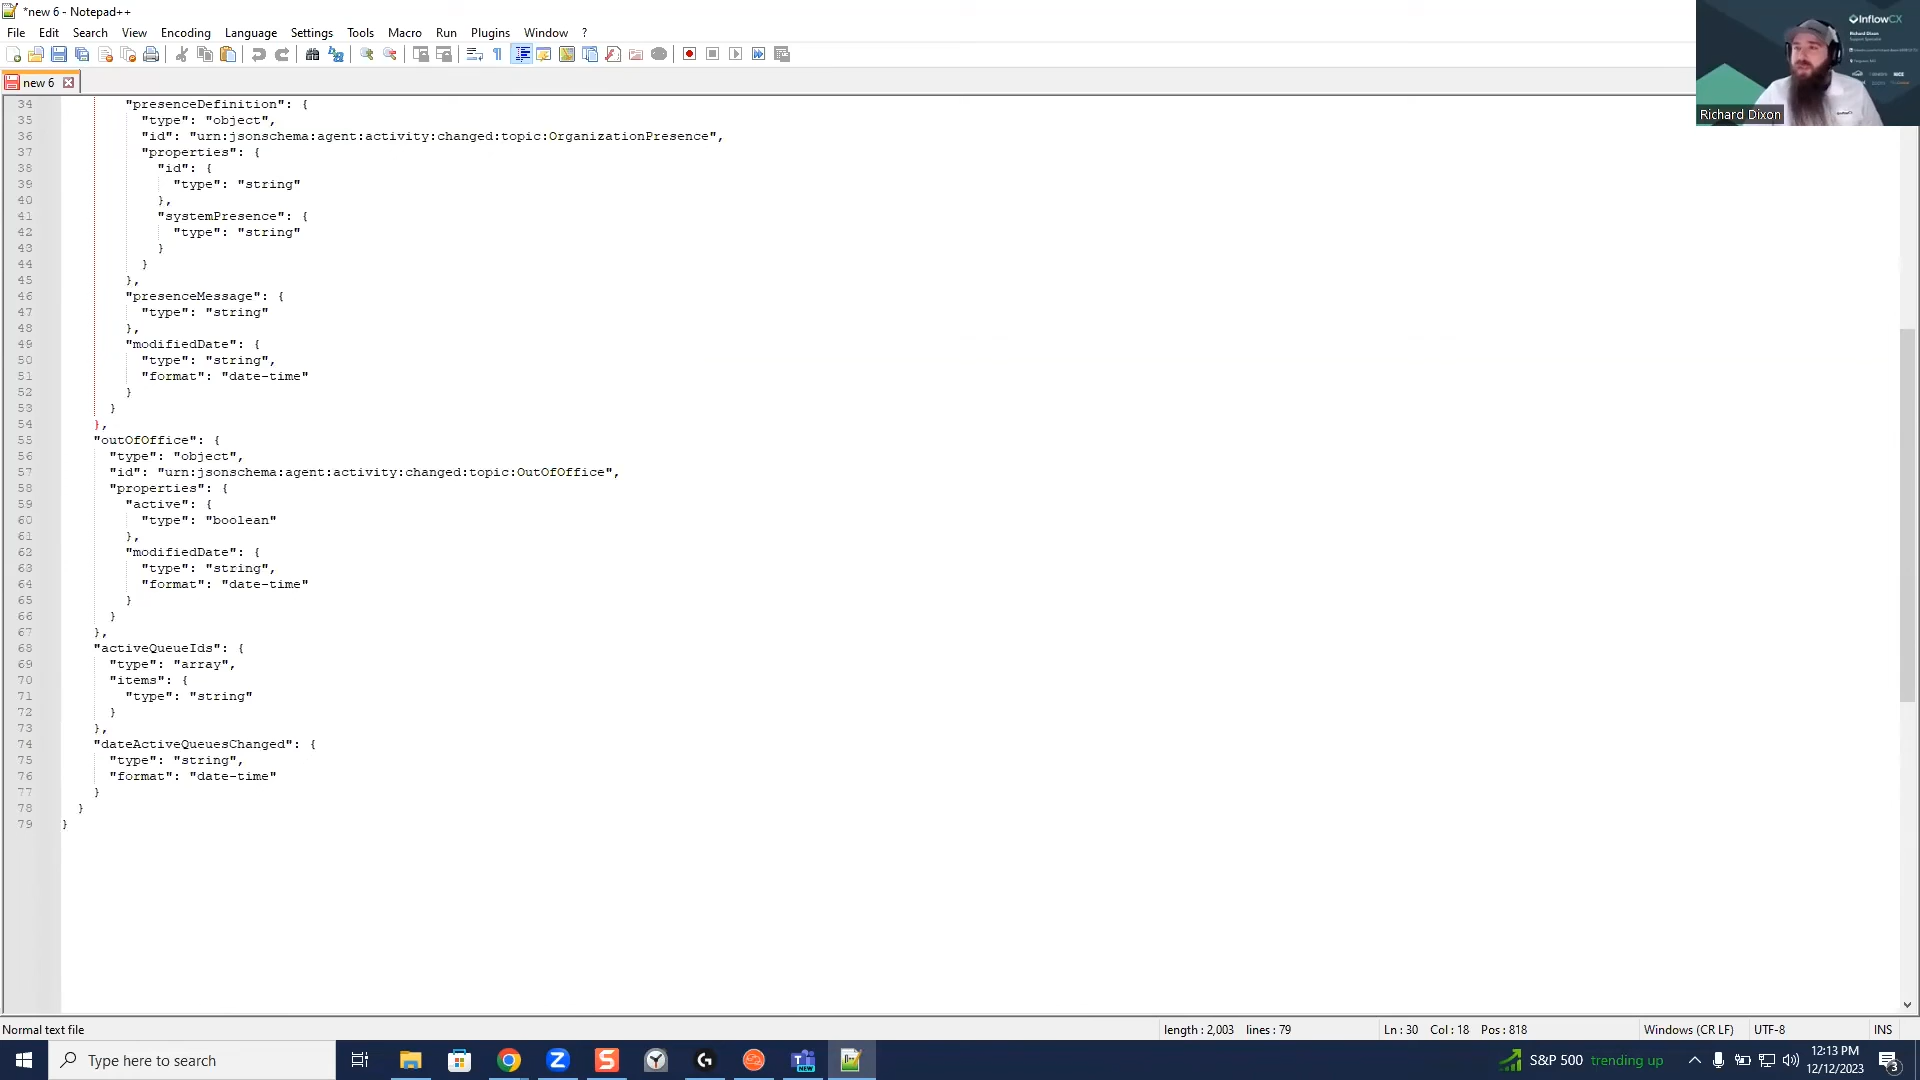 *new 6 - Notepad++
File Edit Search View Encoding Language Settings Tools Macro Run Plugins Window ?
new 6
34 "presenceDefinition": {
35 "type": "object",
36 "id": "urn:jsonschema:agent:activity:changed:topic:OrganizationPresence",
37 "properties": {
38 "id": {
39 "type": "string"
40 },
41 "systemPresence": {
42 "type": "string"
43 }
44 }
45 },
46 "presenceMessage": {
47 "type": "string"
48 },
49 "modifiedDate": {
50 "type": "string",
51 "format": "date-time"
52 }
53 }
54 },
55 "outOfOffice": {
56 "type": "object",
57 "id": "urn:jsonschema:agent:activity:changed:topic:OutOfOffice",
58 "properties": {
59 "active": {
60 "type": "boolean"
61 },
62 "modifiedDate": {
63 "type": "string",
64 "format": "date-time"
65 }
66 }
67 },
68 "activeQueueIds": {
69 "type": "array",
70 "items": {
71 "type": "string"
72 }
73 },
74 "dateActiveQueuesChanged": {
75 "type": "string",
76 "format": "date-time"
77 }
78 }
79 }
InflowCX
Richard Dixon
NICE
Richard Dixon
Normal text file length : 2,003 lines : 79 Ln : 30 Col : 18 Pos : 818 Windows (CR LF) UTF-8 INS
Type here to search
NEW
S&P 500 trending up
12:13 PM
12/12/2023
3